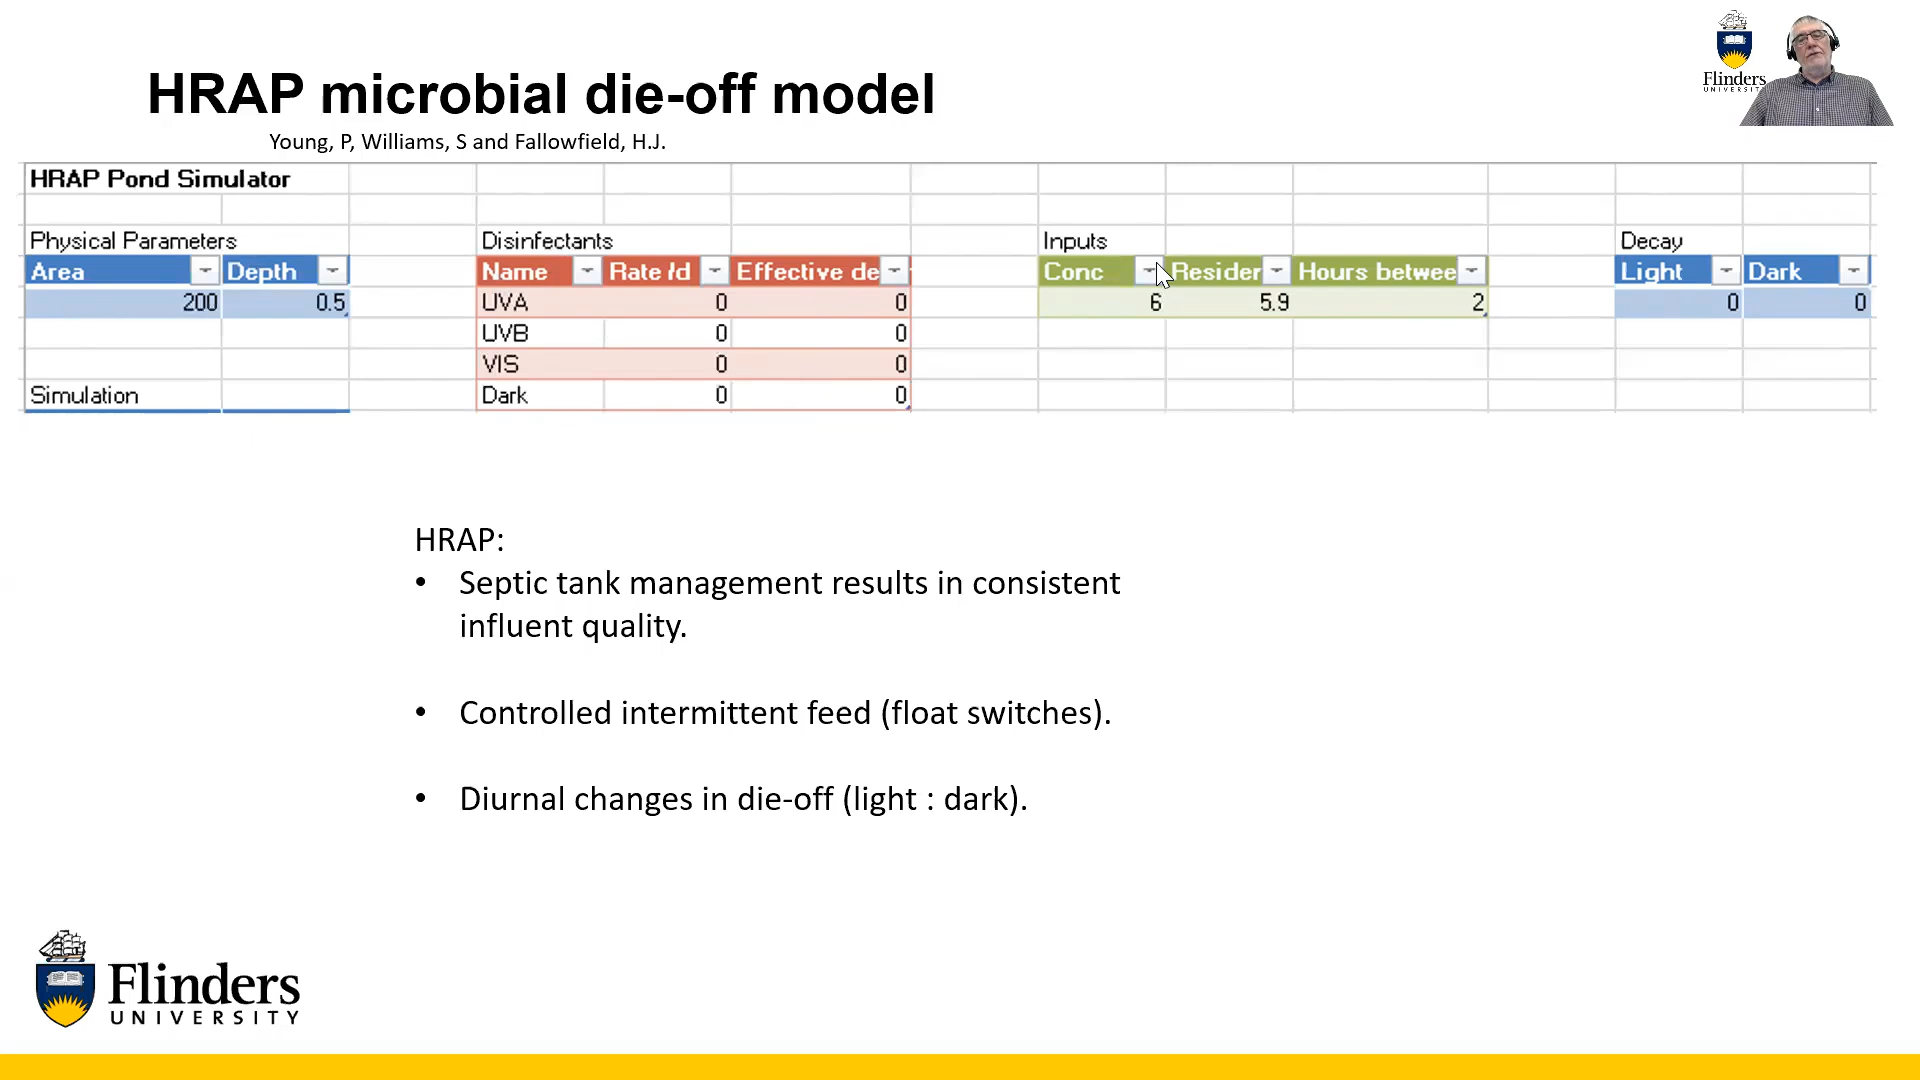 HRAP microbial die-off model
Young, P, Williams, S and Fallowfield, H.J.
Flinders
UNIVERSITY
HRAP Pond Simulator
Physical Parameters Disinfectants Inputs Decay
Area Depth Name Rate /d Effective de Conc Resider Hours betwee Light Dark
200 0.5 UVA 0 0 6 5.9 2 0 0
UVB 0 0
VIS 0 0
Simulation Dark 0 0
HRAP:
• Septic tank management results in consistent
influent quality.
• Controlled intermittent feed (float switches).
• Diurnal changes in die-off (light : dark).
Flinders
UNIVERSITY